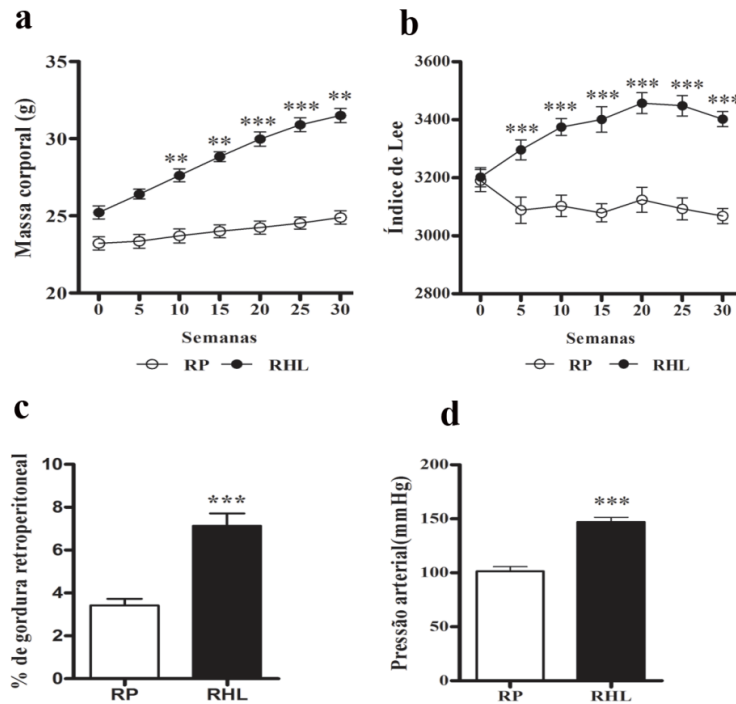 a
Massa corporal (g)
35
30
25
20
** ** *** *** **
0 5 10 15 20 25 30
Semanas
RP RHL
b
Índice de Lee
3600
3400
3200
3000
2800
*** *** *** *** *** ***
0 5 10 15 20 25 30
Semanas
RP RHL
c
% de gordura retroperitoneal
10
8
6
4
2
0
***
RP RHL
d
Pressão arterial(mmHg)
200
150
100
50
0
***
RP RHL